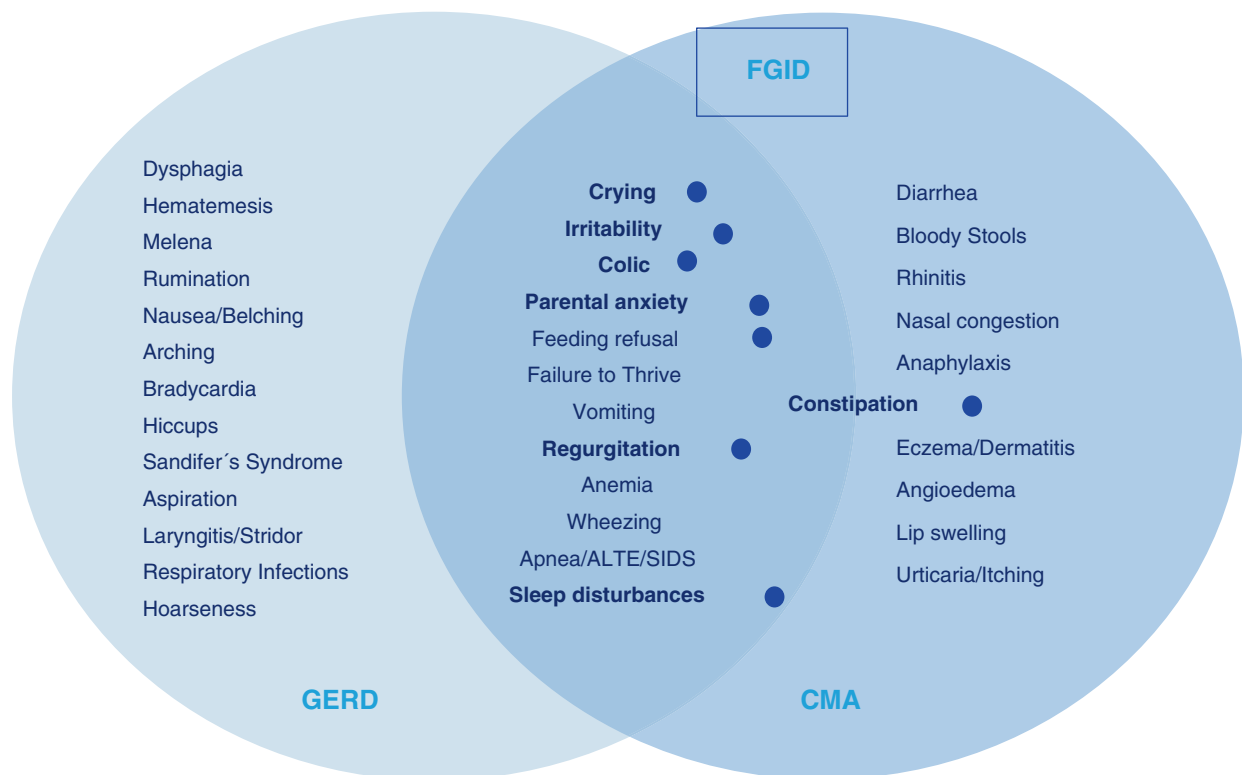 FGID
Dysphagia
Hematemesis
Melena
Rumination
Nausea/Belching
Arching
Bradycardia
Hiccups
Sandifer´s Syndrome
Aspiration
Laryngitis/Stridor
Respiratory Infections
Hoarseness
Crying
Irritability
Colic
Parental anxiety
Feeding refusal
Failure to Thrive
Vomiting
Regurgitation
Anemia
Wheezing
Apnea/ALTE/SIDS
Sleep disturbances
Diarrhea
Bloody Stools
Rhinitis
Nasal congestion
Anaphylaxis
Constipation
Eczema/Dermatitis
Angioedema
Lip swelling
Urticaria/Itching
GERD
CMA